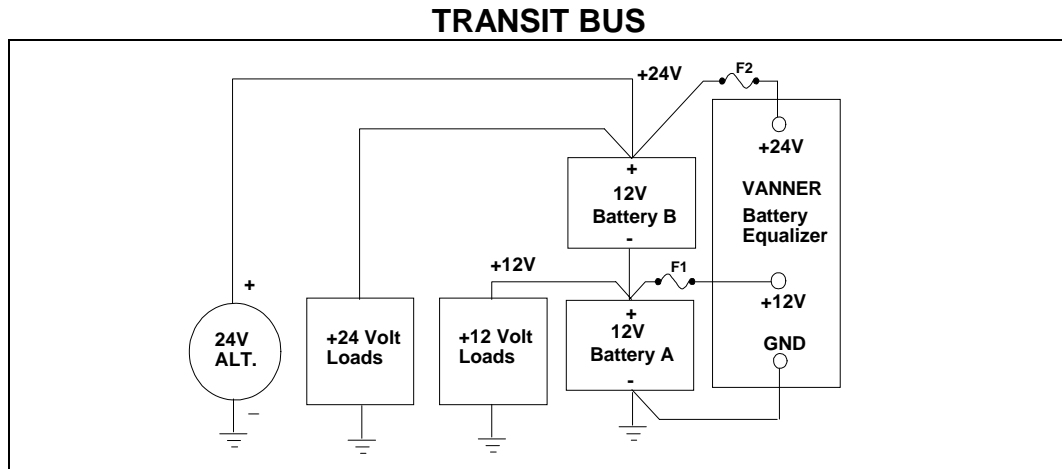 TRANSIT BUS
+24V
F2
+24V
+
12V
Battery B
-
VANNER
Battery
Equalizer
+12V
F1
+12V
+
24V
ALT.
–
+24 Volt
Loads
+12 Volt
Loads
+
12V
Battery A
-
GND